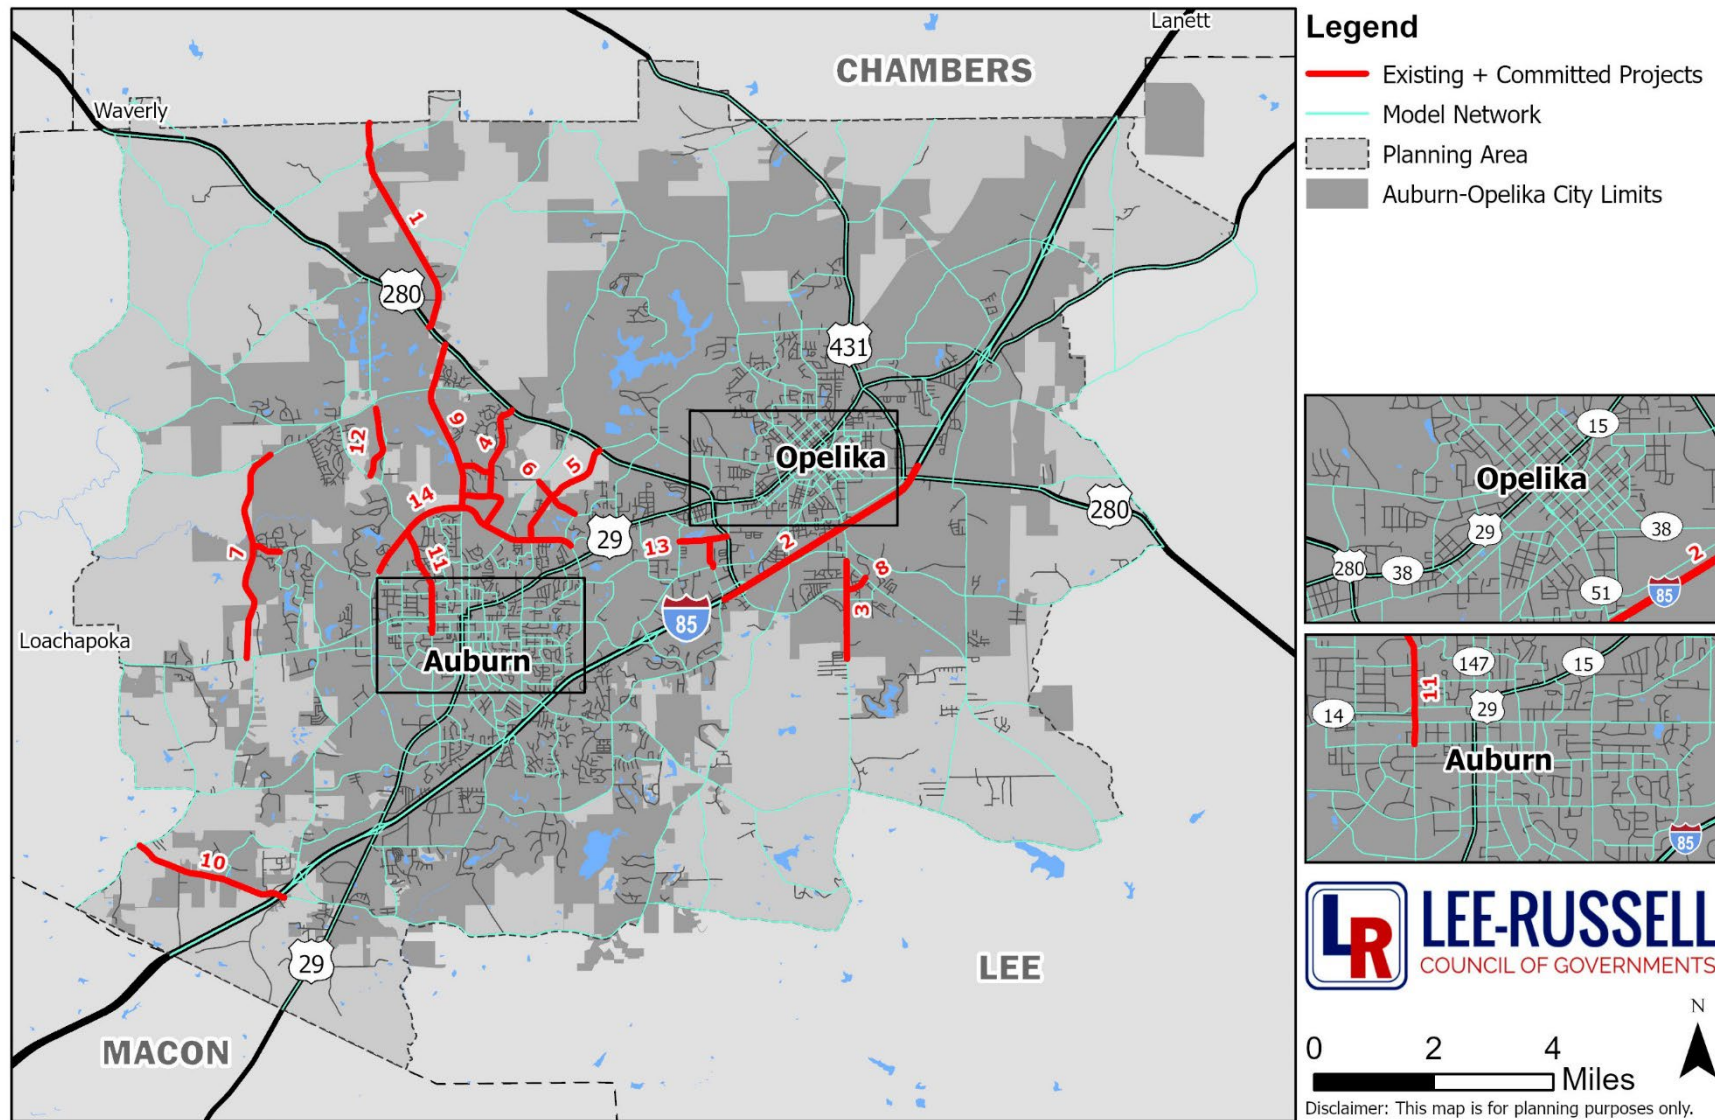 Lanett
CHAMBERS
Waverly
1
280
431
9
4
12
6
5
Opelika
14
29
280
7
11
13
2
8
3
85
Loachapoka
Auburn
10
29
LEE
MACON
Legend
Existing + Committed Projects
Model Network
Planning Area
Auburn-Opelika City Limits
15
Opelika
29
38
280
38
2
51
85
147
15
11
29
14
Auburn
85
LR
LEE-RUSSELL
COUNCIL OF GOVERNMENTS
N
0 2 4
Miles
Disclaimer: This map is for planning purposes only.